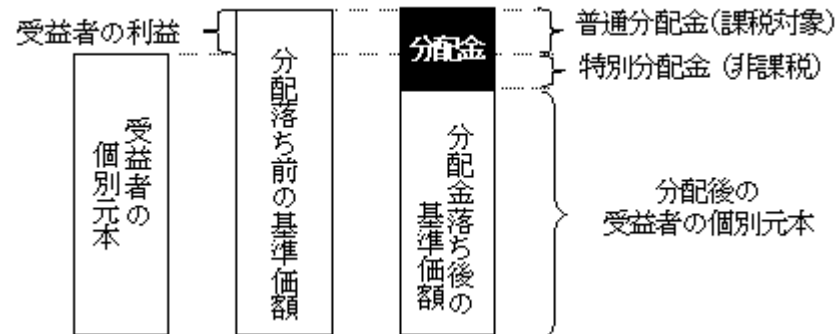 受益者の利益
分配金
普通分配金(課税対象)
特別分配金 (非課税)
受益者の
個別元本
分配落ち前の基準価額
分配金落ち後の
基準価額
分配後の
受益者の個別元本